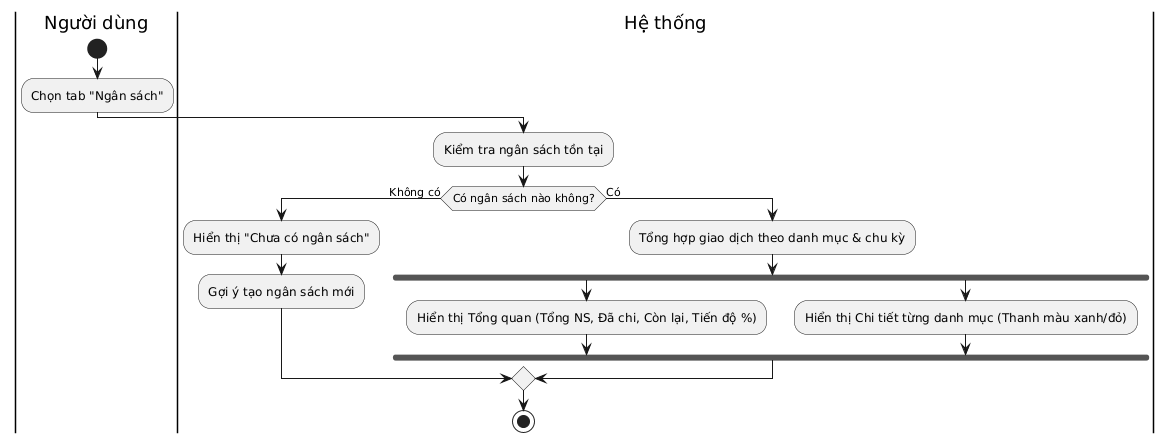 Người dùng
Hệ thống
Chọn tab "Ngân sách"
Kiểm tra ngân sách tồn tại
Có ngân sách nào không?
Không có
Có
Hiển thị "Chưa có ngân sách"
Gợi ý tạo ngân sách mới
Tổng hợp giao dịch theo danh mục & chu kỳ
Hiển thị Tổng quan (Tổng NS, Đã chi, Còn lại, Tiến độ %)
Hiển thị Chi tiết từng danh mục (Thanh màu xanh/đỏ)